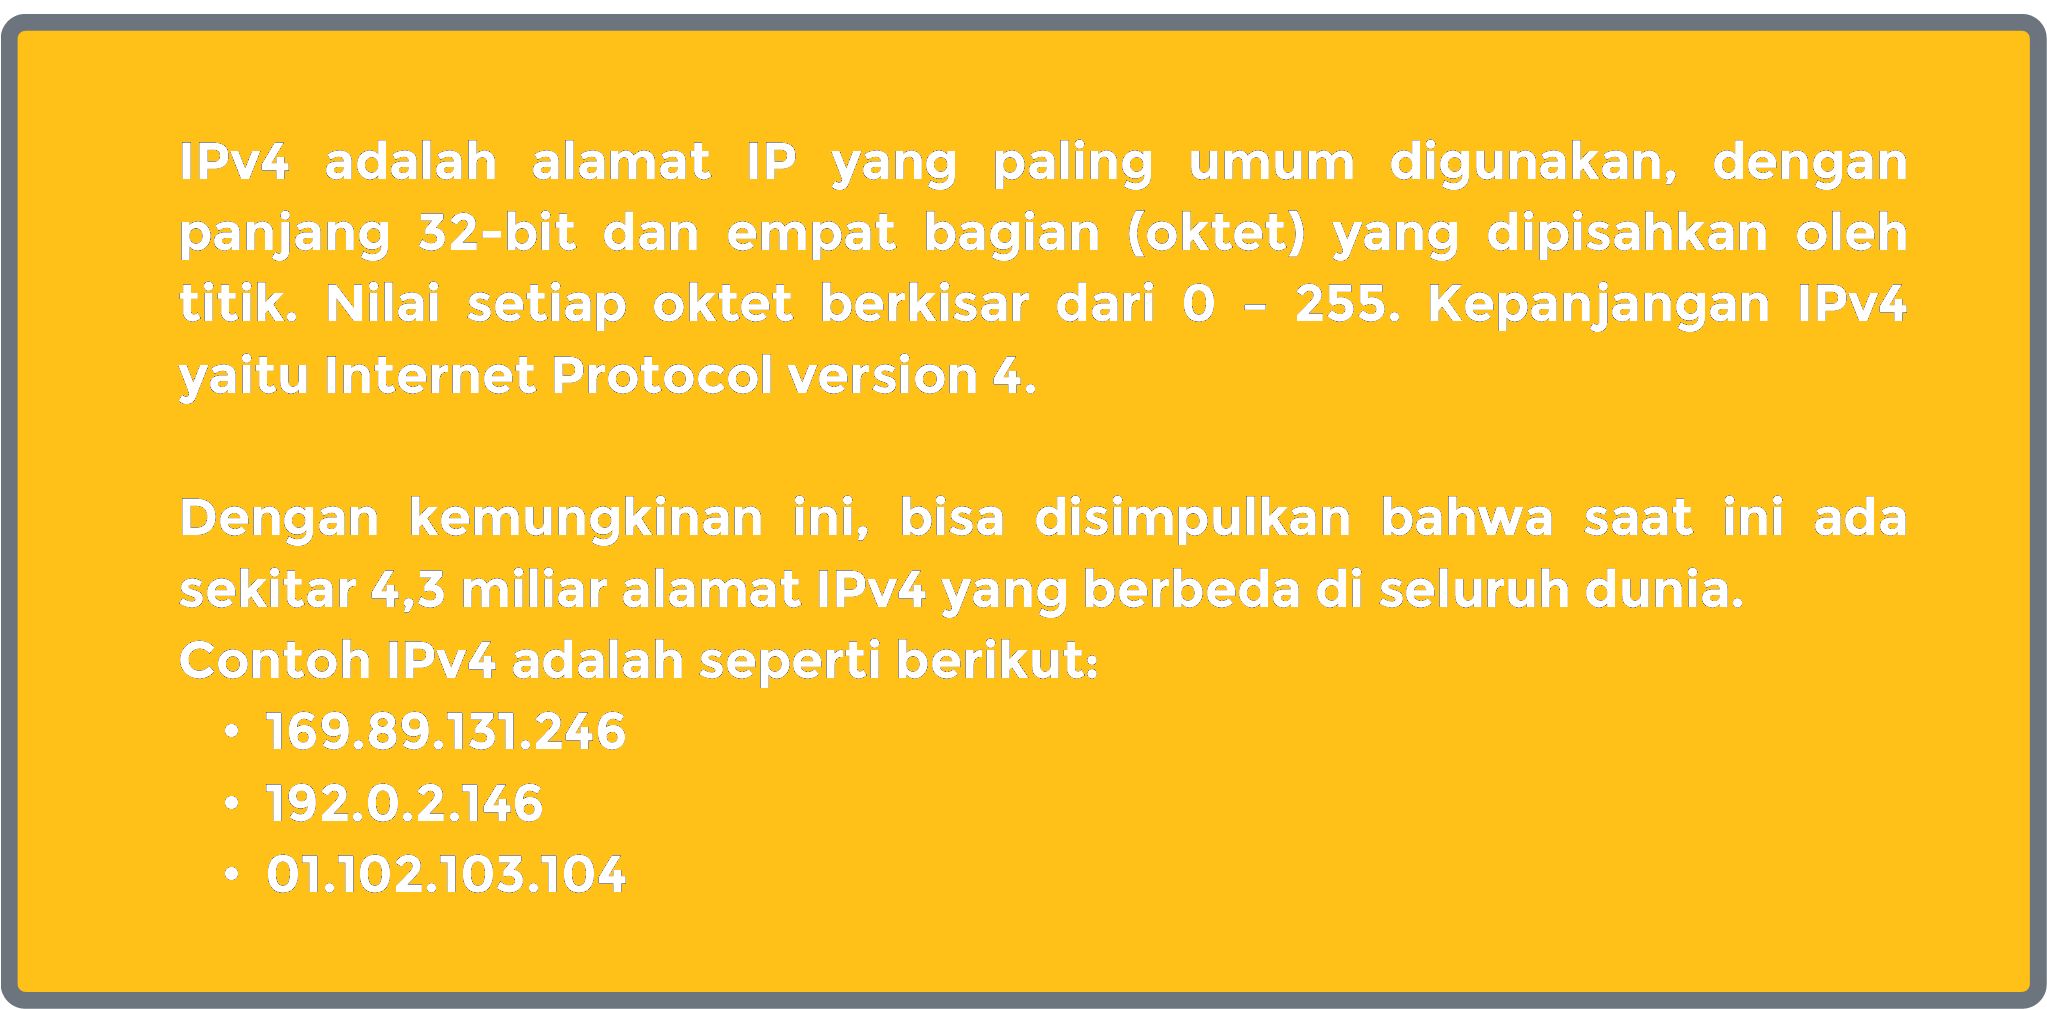 IPv4 adalah alamat IP yang paling umum digunakan, dengan
panjang 32-bit dan empat bagian (oktet) yang dipisahkan oleh
titik. Nilai setiap oktet berkisar dari 0 – 255. Kepanjangan IPv4
yaitu Internet Protocol version 4.
Dengan kemungkinan ini, bisa disimpulkan bahwa saat ini ada
sekitar 4,3 miliar alamat IPv4 yang berbeda di seluruh dunia.
Contoh IPv4 adalah seperti berikut:
• 169.89.131.246
• 192.0.2.146
• 01.102.103.104